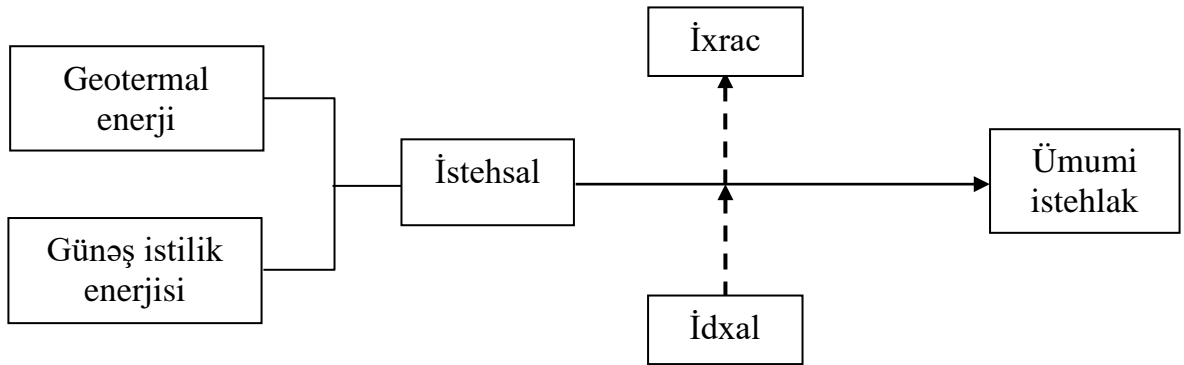 Geotermal
enerji
Günəş istilik
enerjisi
İstehsal
İxrac
İdxal
Ümumi
istehlak